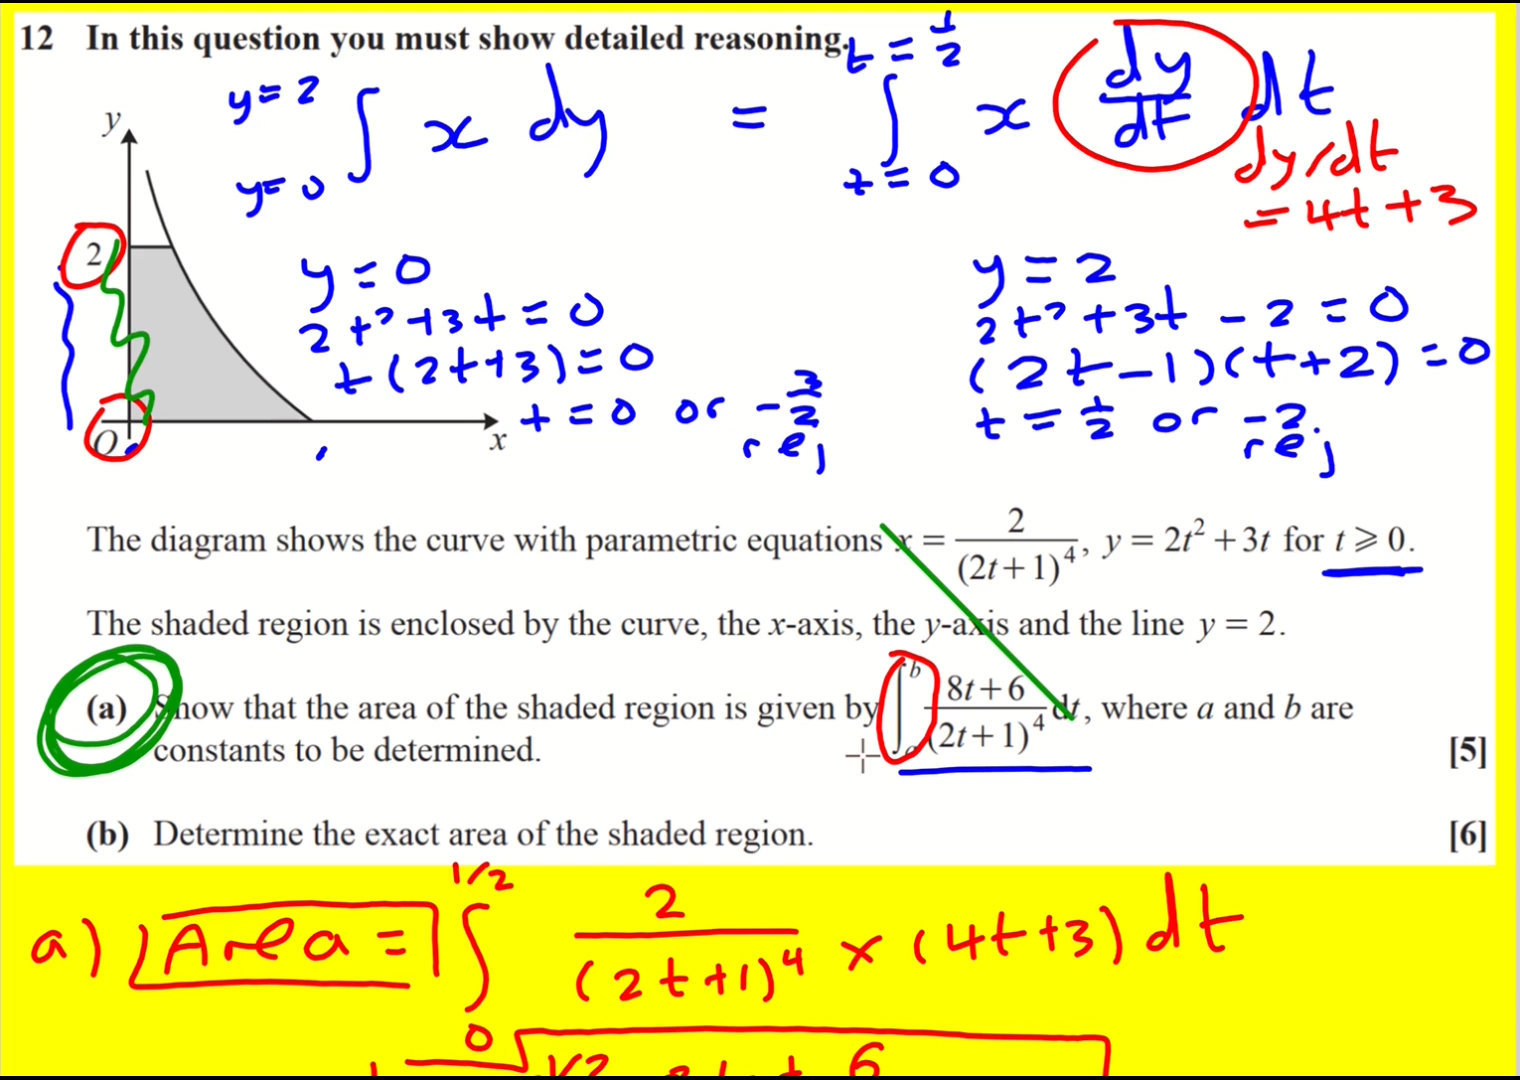 12 In this question you must show detailed reasoning.
y = 2 ∫ x dy = ∫ x dy/dt dt
y = 0
t = 1/2
t = 0
dy/dt
= 4t + 3
y
2
O
x
y = 0
2t² + 3t = 0
t(2t + 3) = 0
t = 0 or -3/2
rej
y = 2
2t² + 3t - 2 = 0
(2t - 1)(t + 2) = 0
t = 1/2 or -2.
rej
The diagram shows the curve with parametric equations x = 2/(2t+1)⁴, y = 2t² + 3t for t ⩾ 0.
The shaded region is enclosed by the curve, the x-axis, the y-axis and the line y = 2.
(a) Show that the area of the shaded region is given by ∫ₐᵇ (8t+6)/(2t+1)⁴ dt, where a and b are
constants to be determined. [5]
(b) Determine the exact area of the shaded region. [6]
a) Area = ∫₀^1/2 2/(2t+1)⁴ × (4t+3) dt